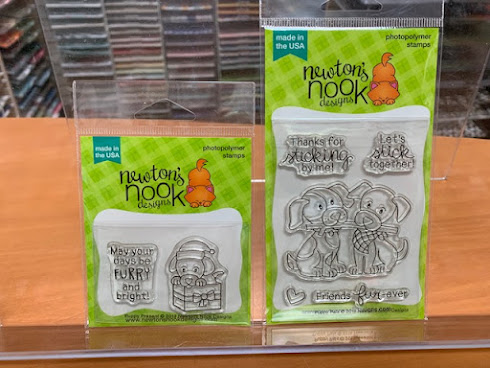 made in
the USA
photopolymer
stamps
newton's
nook
designs
May your
days be
FURRY
and
bright!
made in
the USA
photopolymer
stamps
newton's
nook
designs
Thanks for
sticking
by me!
Let's
stick
together
Friends fur-ever